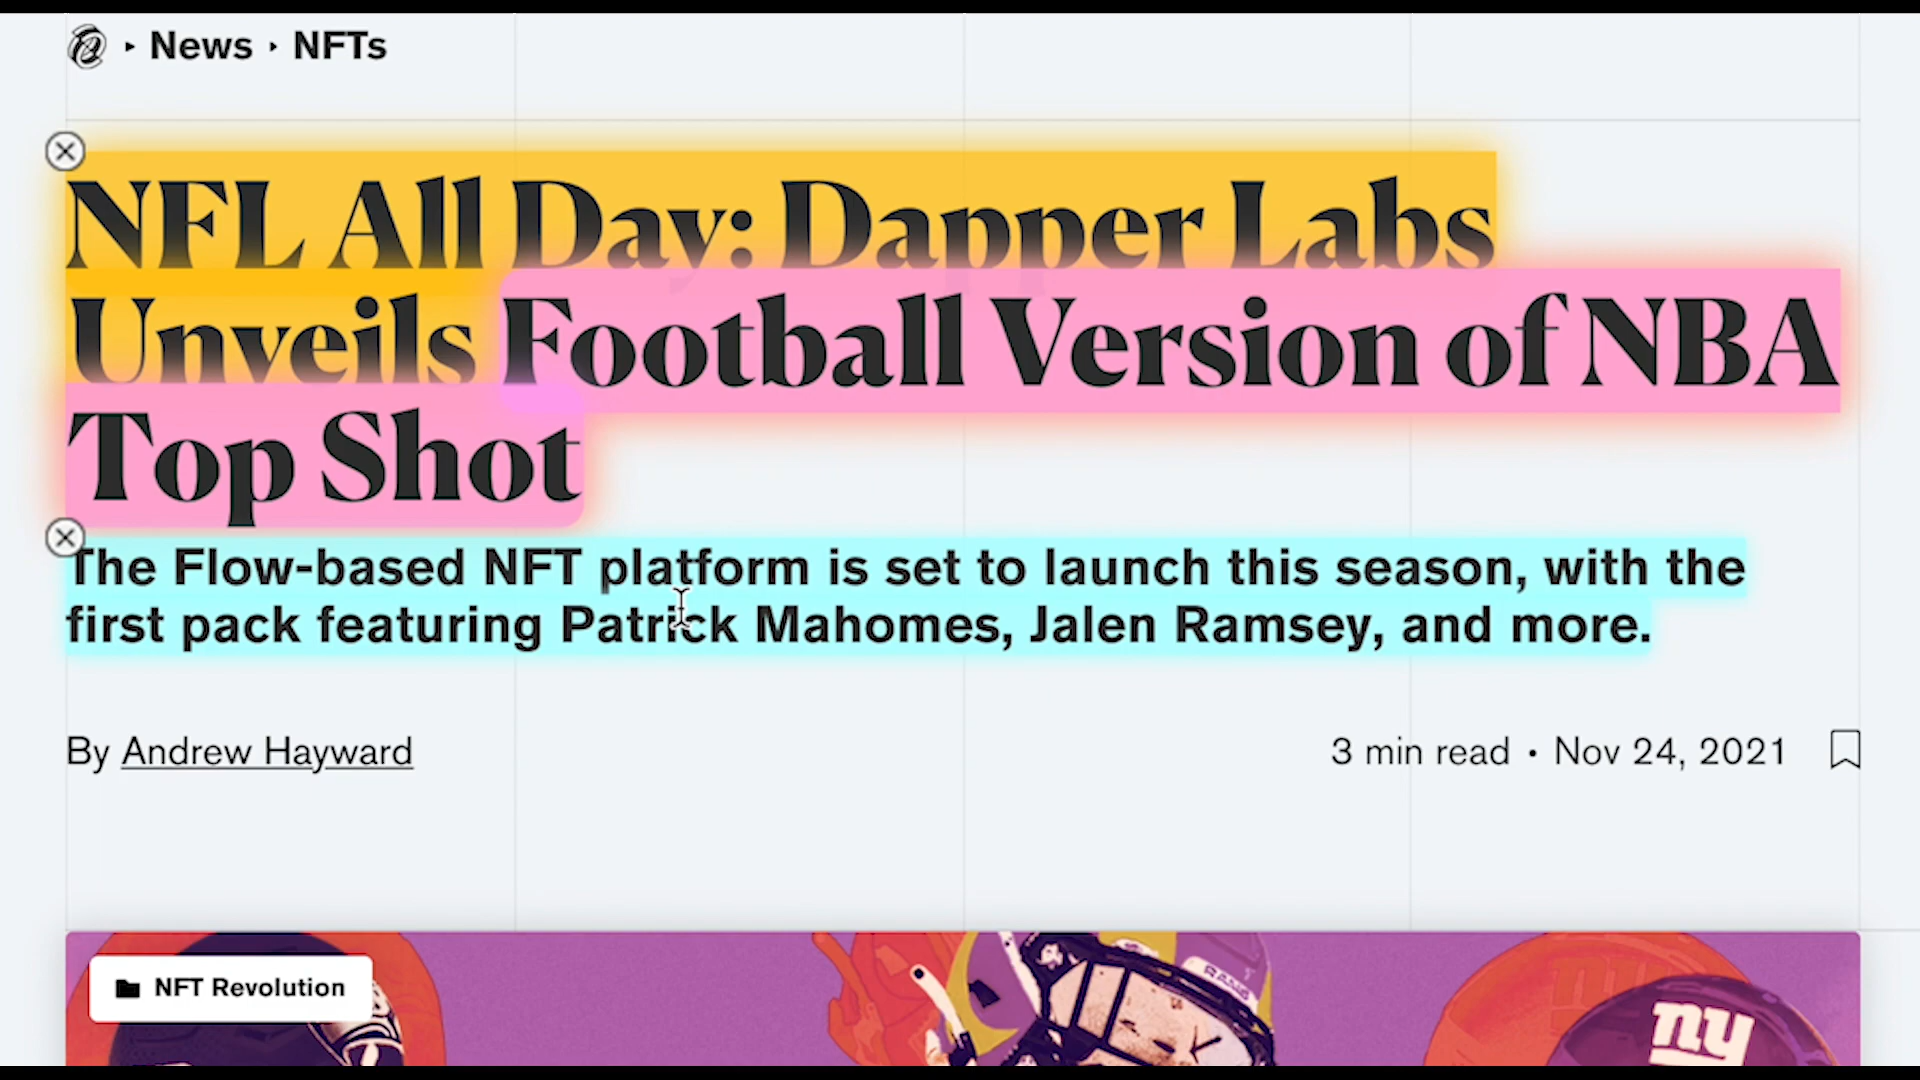 News NFTs
NFL All Day: Dapper Labs
Unveils Football Version of NBA
Top Shot
The Flow-based NFT platform is set to launch this season, with the
first pack featuring Patrick Mahomes, Jalen Ramsey, and more.
By Andrew Hayward
3 min read • Nov 24, 2021
NFT Revolution
RAMS
ny